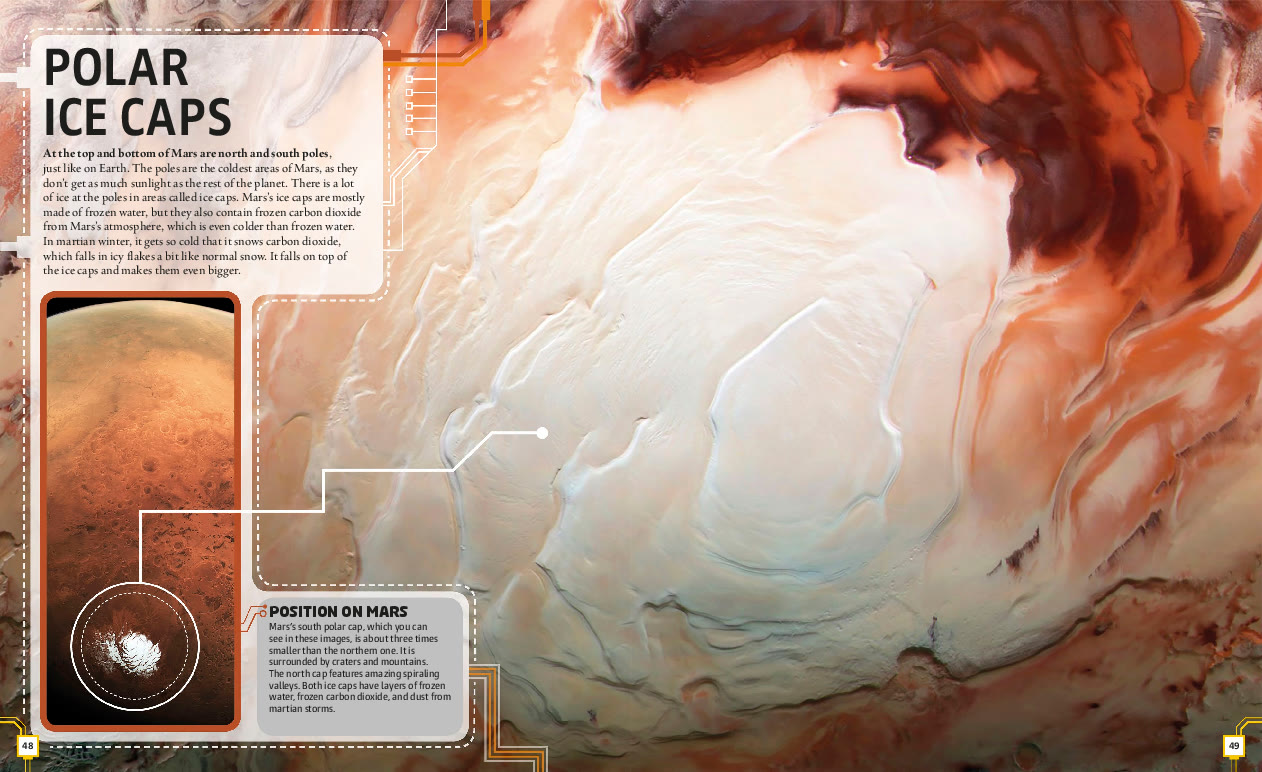 POLAR
ICE CAPS
At the top and bottom of Mars are north and south poles,
just like on Earth. The poles are the coldest areas of Mars, as they
don't get as much sunlight as the rest of the planet. There is a lot
of ice at the poles in areas called ice caps. Mars's ice caps are mostly
made of frozen water, but they also contain frozen carbon dioxide
from Mars's atmosphere, which is even colder than frozen water.
In martian winter, it gets so cold that it snows carbon dioxide,
which falls in icy flakes a bit like normal snow. It falls on top of
the ice caps and makes them even bigger.
POSITION ON MARS
Mars's south polar cap, which you can
see in these images, is about three times
smaller than the northern one. It is
surrounded by craters and mountains.
The north cap features amazing spiraling
valleys. Both ice caps have layers of frozen
water, frozen carbon dioxide, and dust from
martian storms.
48
49